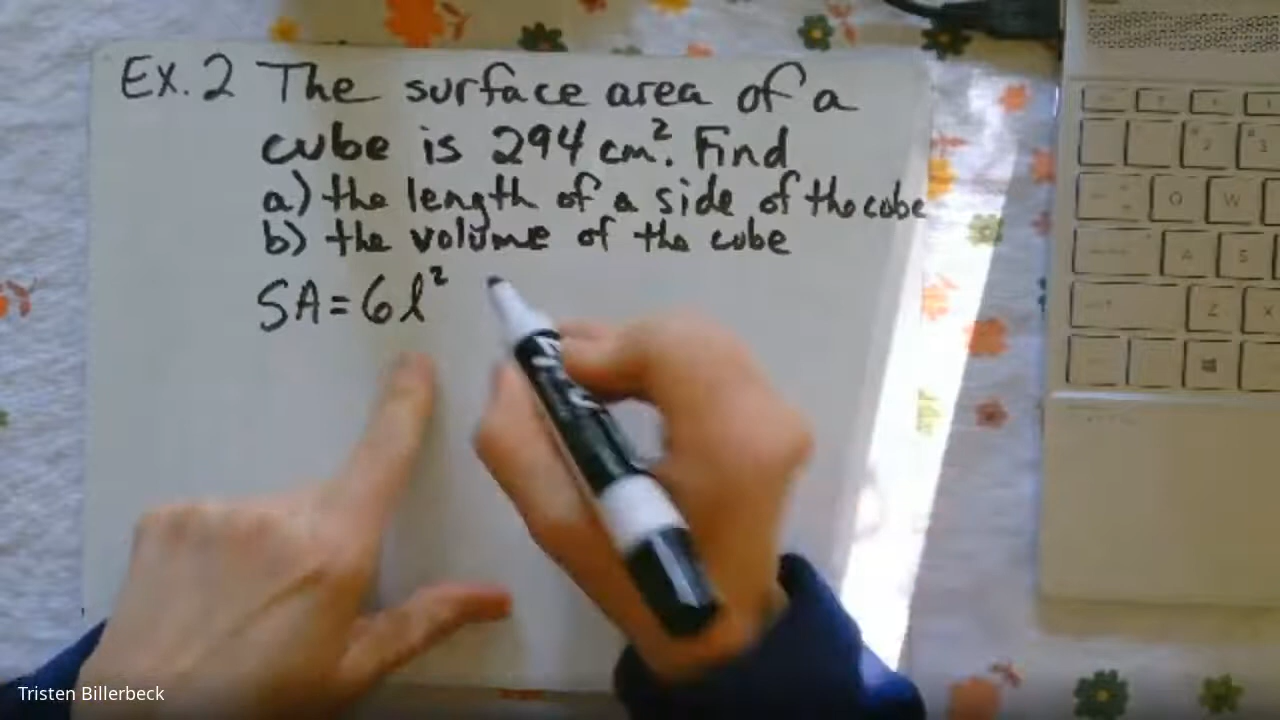 Ex. 2 The surface area of a
cube is 294 cm². Find
a) the length of a side of the cube
b) the volume of the cube
SA = 6l²
Q W
A S
Z X
Tristen Billerbeck